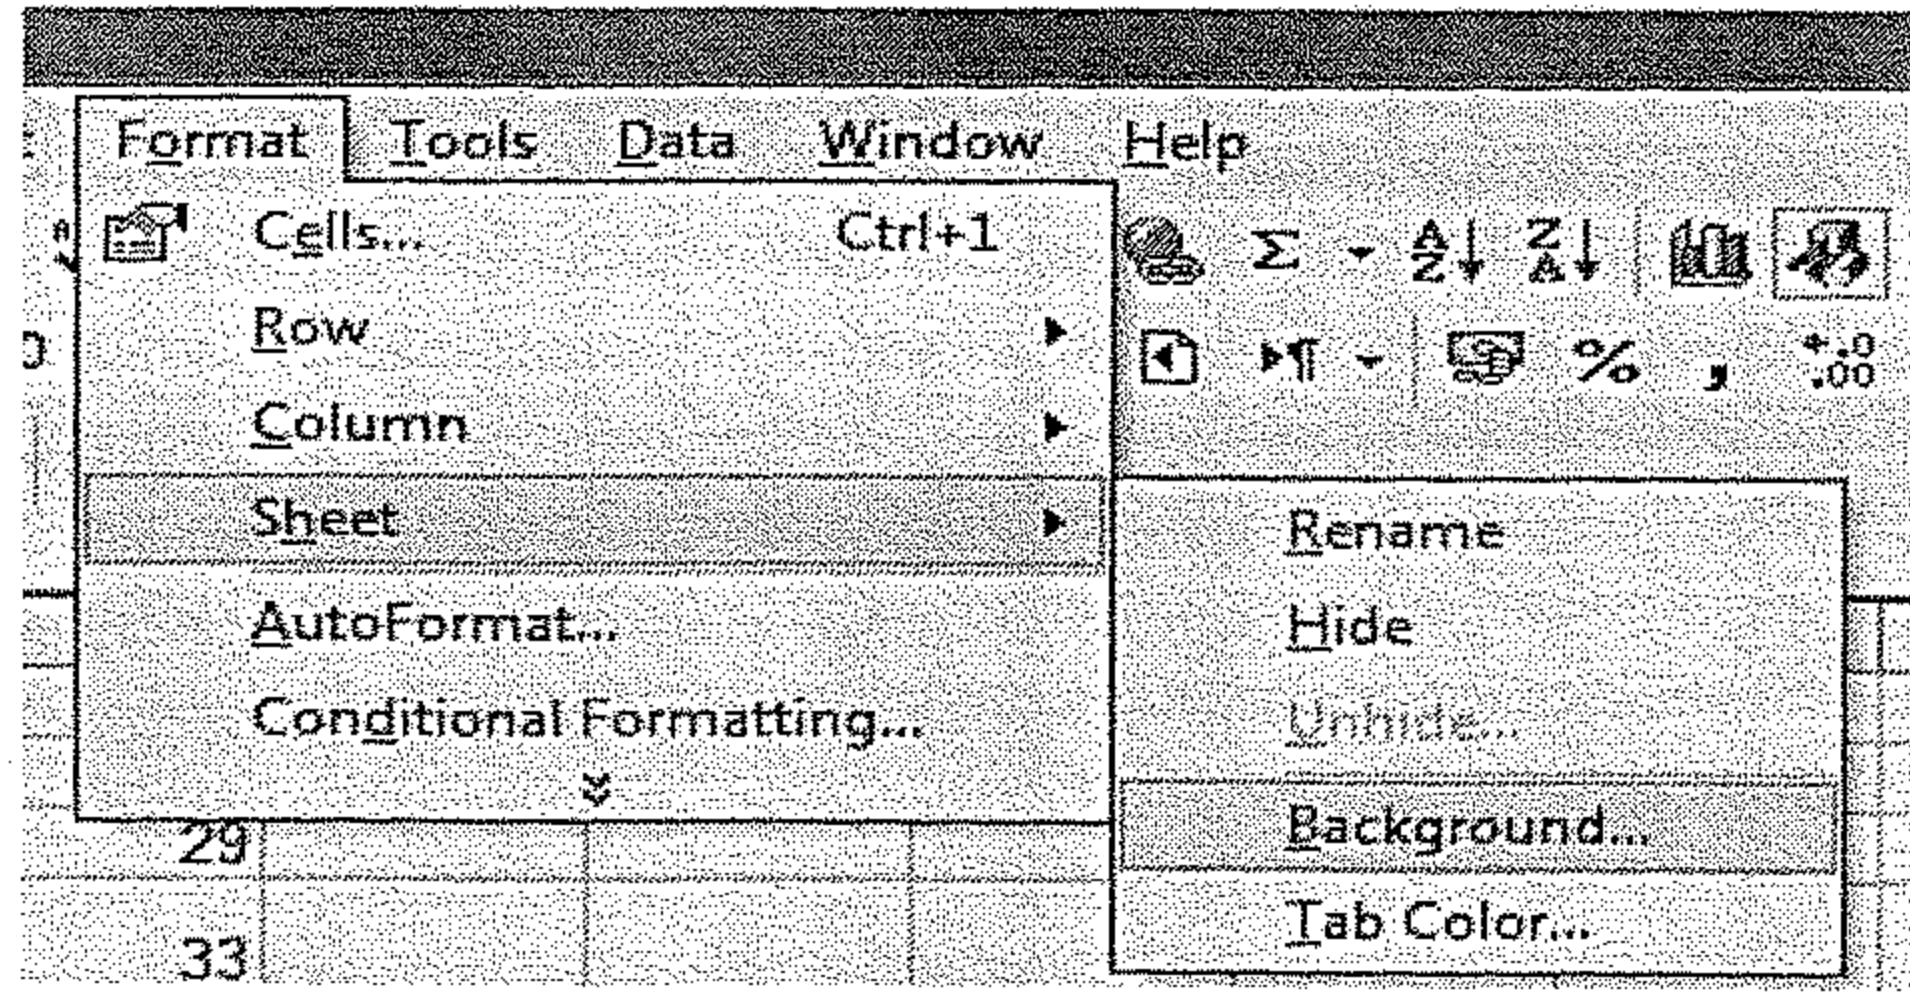 Format Tools Data Window Help
Cells... Ctrl+1
Row
Column
Sheet
AutoFormat...
Conditional Formatting...
Rename
Hide
Unhide...
Background...
Tab Color...
29
33